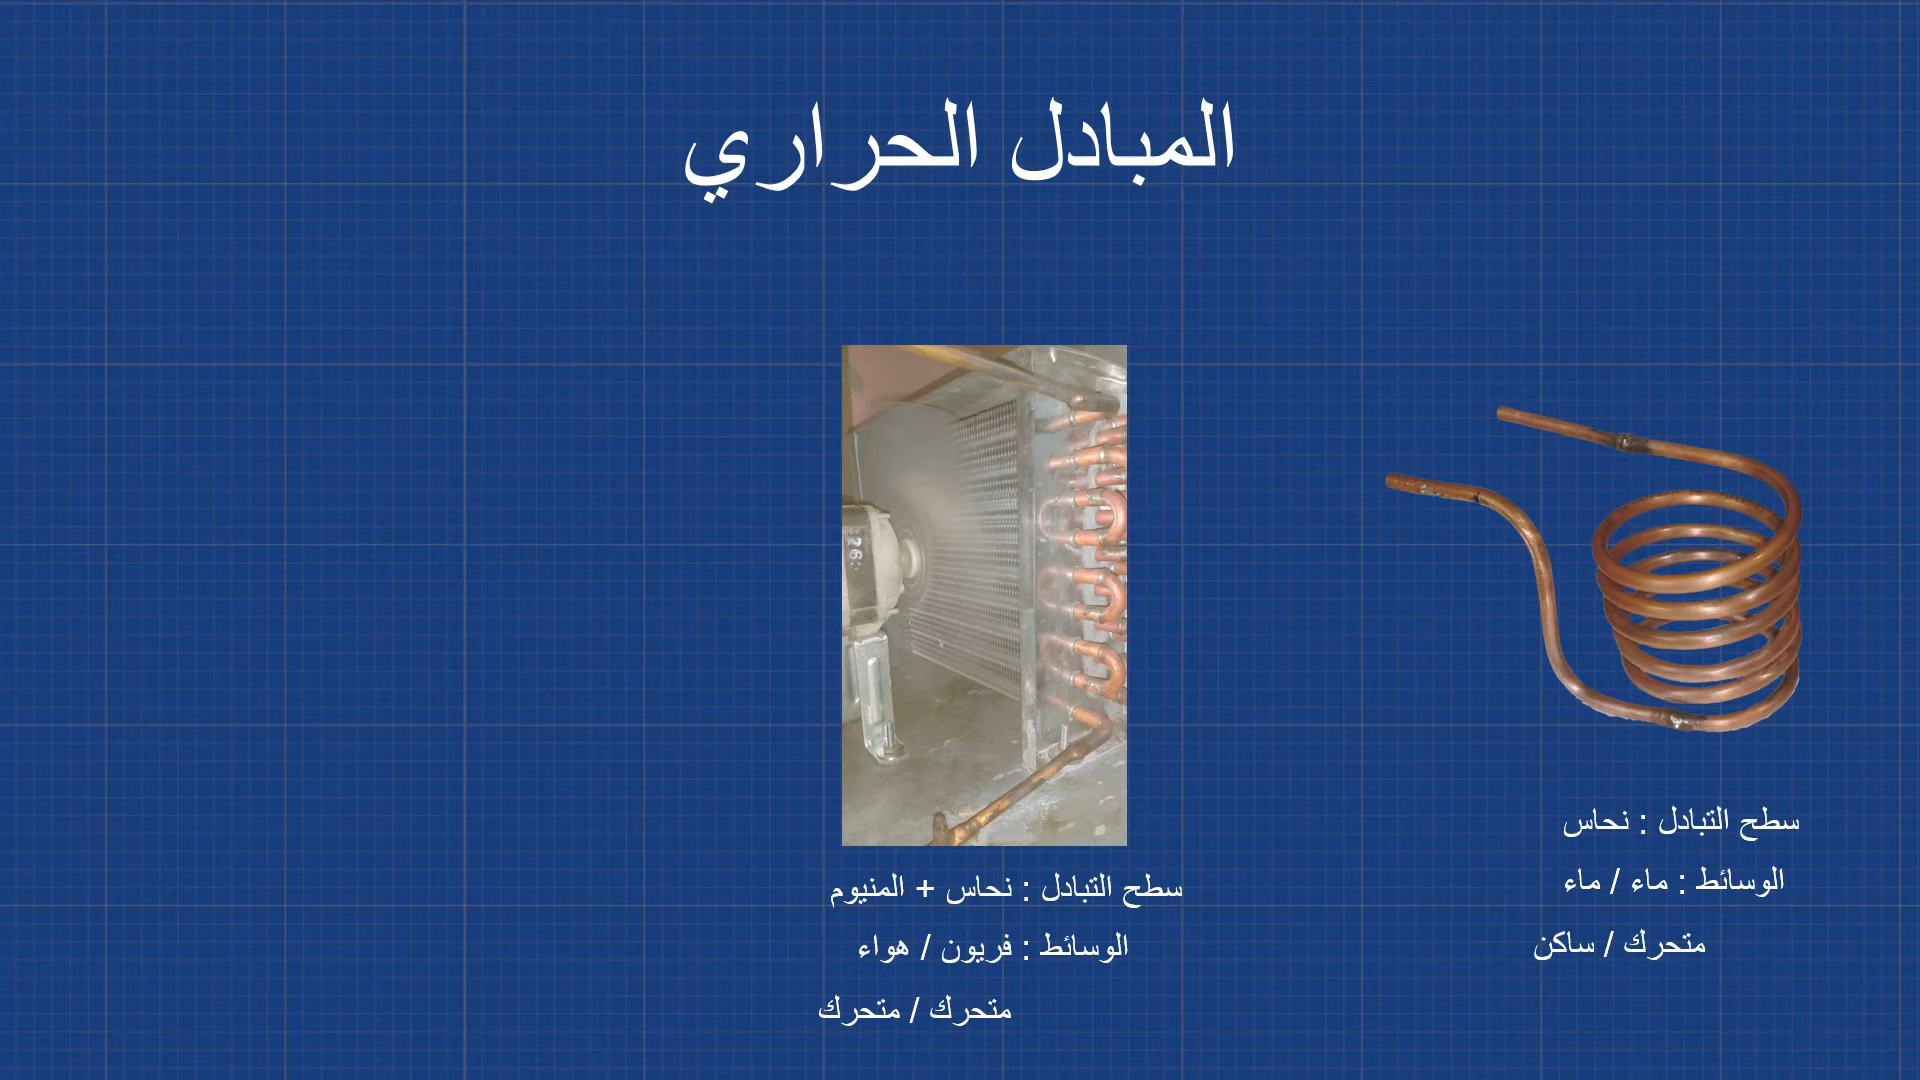 المبادل الحراري
سطح التبادل : نحاس
الوسائط : ماء / ماء
متحرك / ساكن
سطح التبادل : نحاس + المنيوم
الوسائط : فريون / هواء
متحرك / متحرك
26